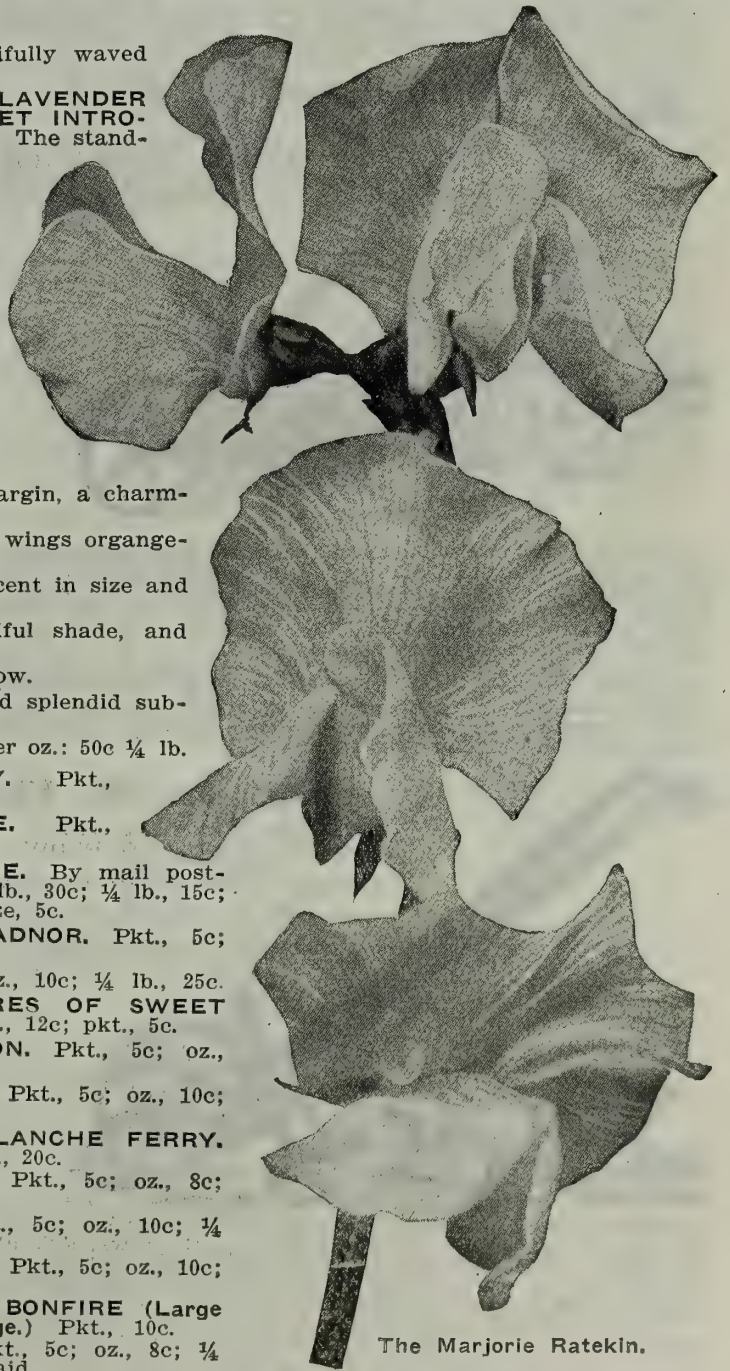 ifully waved
LAVENDER
ET INTRO-
The stand-
argin, a charm-
wings organge-
cent in size and
iful shade, and
ow.
d splendid sub-
er oz.: 50c ¼ lb.
Y. Pkt.,
E. Pkt.,
E. By mail post-
lb., 30c; ¼ lb., 15c;
ce, 5c.
ADNOR. Pkt., 5c;
z., 10c; ¼ lb., 25c.
RES OF SWEET
., 12c; pkt., 5c.
ON. Pkt., 5c; oz.,
Pkt., 5c; oz., 10c;
LANCHE FERRY.
., 20c.
Pkt., 5c; oz., 8c;
., 5c; oz., 10c; ¼
Pkt., 5c; oz., 10c;
BONFIRE (Large
ge.) Pkt., 10c.
kt., 5c; oz., 8c; ¼
aid
The Marjorie Ratekin.